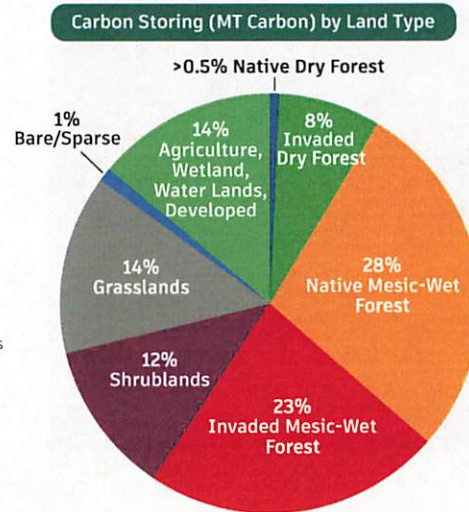 Carbon Storing (MT Carbon) by Land Type
>0.5% Native Dry Forest
8%
Invaded
Dry Forest
28%
Native Mesic-Wet
Forest
23%
Invaded Mesic-Wet
Forest
12%
Shrublands
14%
Grasslands
1%
Bare/Sparse
14%
Agriculture,
Wetland,
Water Lands,
Developed
s